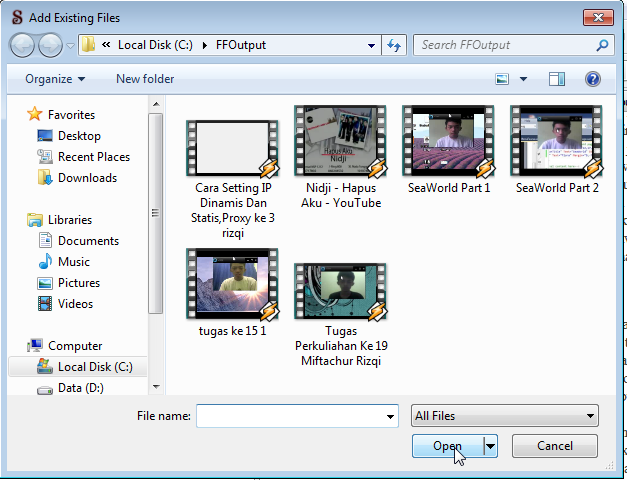 Add Existing Files
« Local Disk (C:) ▸ FFOutput
Search FFOutput
Organize
New folder
Favorites
Desktop
Recent Places
Downloads
Libraries
Documents
Music
Pictures
Videos
Computer
Local Disk (C:)
Data (D:)
Cara Setting IP
Dinamis Dan
Statis,Proxy ke 3
rizqi
Hapus Aku
Nidji
Nidji - Hapus
Aku - YouTube
SeaWorld Part 1
SeaWorld Part 2
tugas ke 15 1
Tugas
Perkuliahan Ke 19
Miftachur Rizqi
File name:
All Files
Open
Cancel